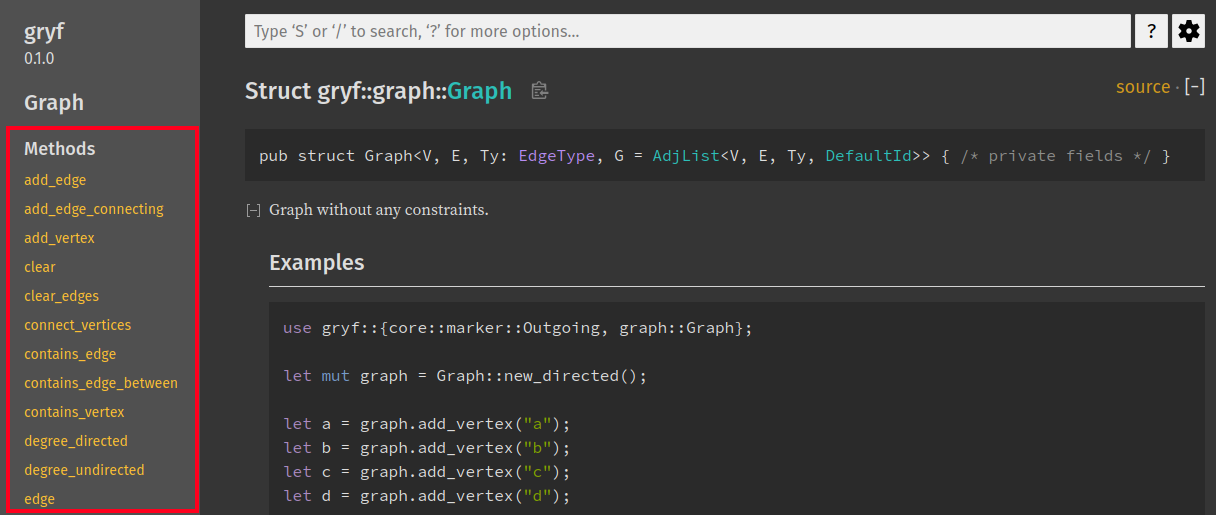 gryf
0.1.0
Graph
Methods
add_edge
add_edge_connecting
add_vertex
clear
clear_edges
connect_vertices
contains_edge
contains_edge_between
contains_vertex
degree_directed
degree_undirected
edge
Type ‘S’ or ‘/’ to search, ‘?’ for more options…
?
Struct gryf::graph::Graph
source · [−]
pub struct Graph<V, E, Ty: EdgeType, G = AdjList<V, E, Ty, DefaultId>> { /* private fields */ }
[−] Graph without any constraints.
Examples
use gryf::{core::marker::Outgoing, graph::Graph};
let mut graph = Graph::new_directed();
let a = graph.add_vertex("a");
let b = graph.add_vertex("b");
let c = graph.add_vertex("c");
let d = graph.add_vertex("d");